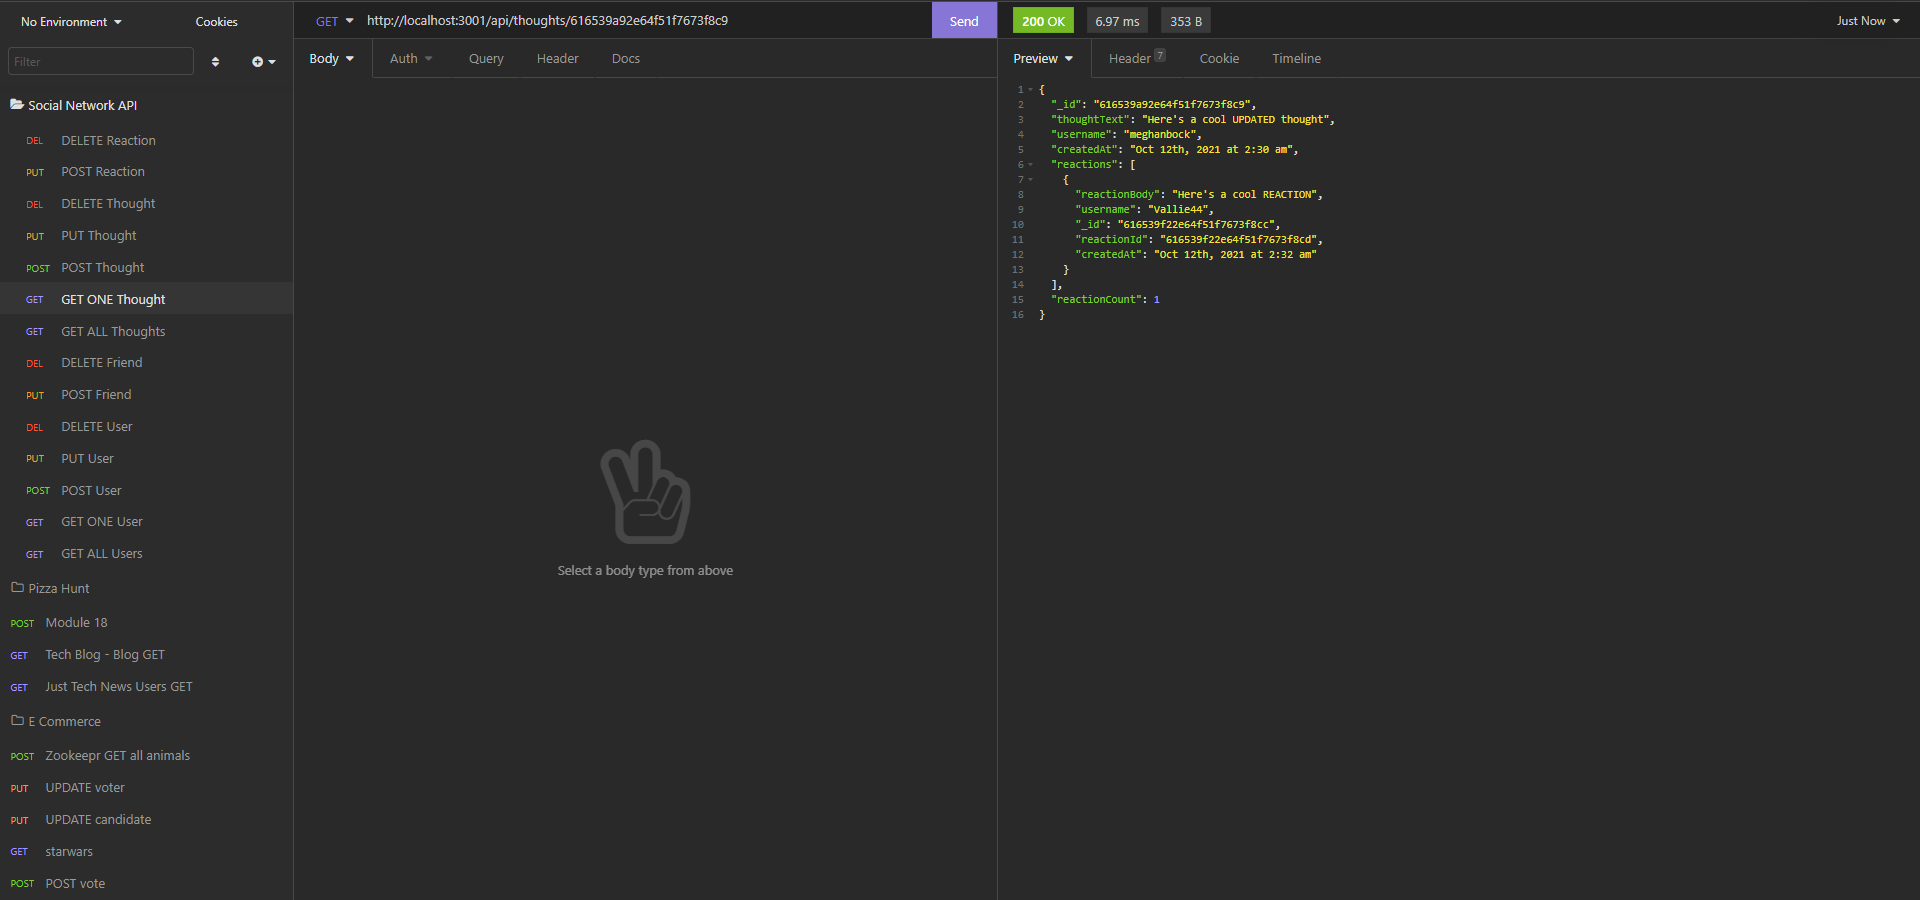 No Environment
Cookies
Filter
Social Network API
DEL DELETE Reaction
PUT POST Reaction
DEL DELETE Thought
PUT PUT Thought
POST POST Thought
GET GET ONE Thought
GET GET ALL Thoughts
DEL DELETE Friend
PUT POST Friend
DEL DELETE User
PUT PUT User
POST POST User
GET GET ONE User
GET GET ALL Users
Pizza Hunt
POST Module 18
GET Tech Blog - Blog GET
GET Just Tech News Users GET
E Commerce
POST Zookeepr GET all animals
PUT UPDATE voter
PUT UPDATE candidate
GET starwars
POST POST vote
GET http://localhost:3001/api/thoughts/616539a92e64f51f7673f8c9 Send
Body Auth Query Header Docs
Select a body type from above
200 OK 6.97 ms 353 B Just Now
Preview Header 7 Cookie Timeline
1 {
2 "_id": "616539a92e64f51f7673f8c9",
3 "thoughtText": "Here's a cool UPDATED thought",
4 "username": "meghanbock",
5 "createdAt": "Oct 12th, 2021 at 2:30 am",
6 "reactions": [
7 {
8 "reactionBody": "Here's a cool REACTION",
9 "username": "Vallie44",
10 "_id": "616539f22e64f51f7673f8cc",
11 "reactionId": "616539f22e64f51f7673f8cd",
12 "createdAt": "Oct 12th, 2021 at 2:32 am"
13 }
14 ],
15 "reactionCount": 1
16 }